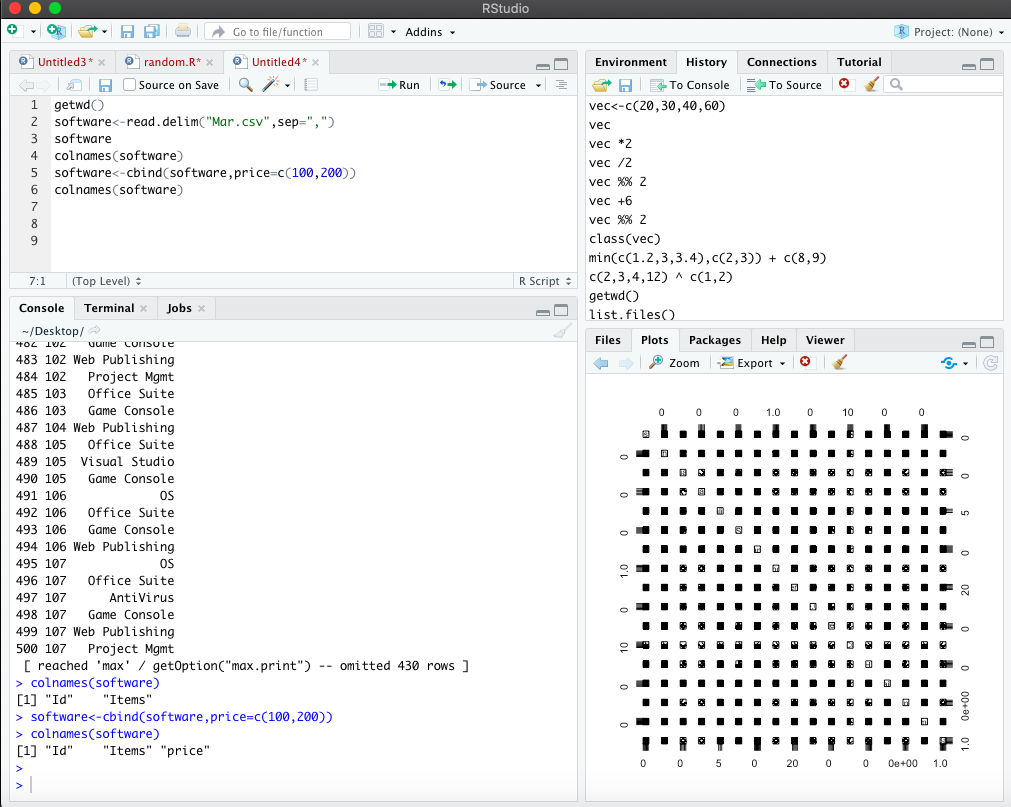 RStudio
Go to file/function
Addins
Project: (None)
Untitled3*
random.R*
Untitled4*
Source on Save
Run
Source
1 getwd()
2 software<-read.delim("Mar.csv",sep=",")
3 software
4 colnames(software)
5 software<-cbind(software,price=c(100,200))
6 colnames(software)
7
8
9
7:1 (Top Level) R Script
Console Terminal Jobs
~/Desktop/
482 102 Game Console
483 102 Web Publishing
484 102 Project Mgmt
485 103 Office Suite
486 103 Game Console
487 104 Web Publishing
488 105 Office Suite
489 105 Visual Studio
490 105 Game Console
491 106 OS
492 106 Office Suite
493 106 Game Console
494 106 Web Publishing
495 107 OS
496 107 Office Suite
497 107 AntiVirus
498 107 Game Console
499 107 Web Publishing
500 107 Project Mgmt
[ reached 'max' / getOption("max.print") -- omitted 430 rows ]
> colnames(software)
[1] "Id" "Items"
> software<-cbind(software,price=c(100,200))
> colnames(software)
[1] "Id" "Items" "price"
>
>
Environment History Connections Tutorial
To Console To Source
vec<-c(20,30,40,60)
vec
vec *2
vec /2
vec %% 2
vec +6
vec %% 2
class(vec)
min(c(1.2,3,3.4),c(2,3)) + c(8,9)
c(2,3,4,12) ^ c(1,2)
getwd()
list.files()
Files Plots Packages Help Viewer
Zoom Export
0 0 0 1.0 0 10 0 0
0
0
0
1.0
0
10
0
0
0
0
5
0
20
0
0
0e+00
1.0
0 0 5 0 20 0 0 0e+00 1.0